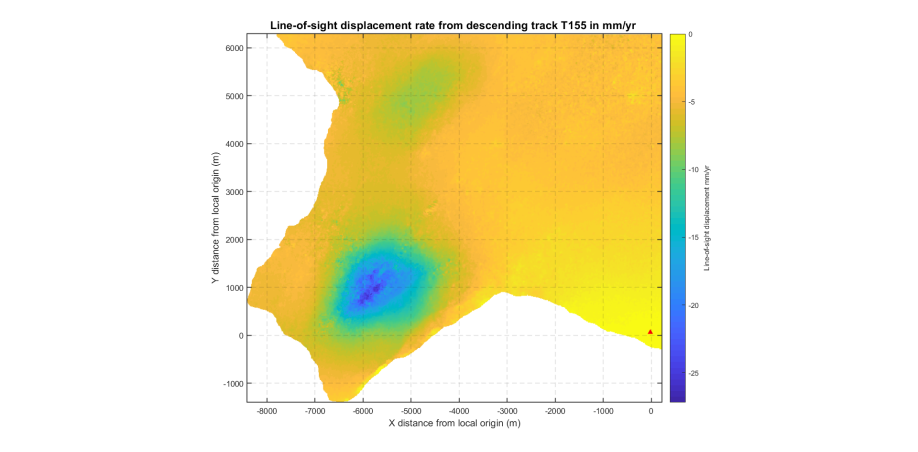 Line-of-sight displacement rate from descending track T155 in mm/yr
6000
5000
4000
3000
2000
1000
0
-1000
Y distance from local origin (m)
-8000 -7000 -6000 -5000 -4000 -3000 -2000 -1000 0
X distance from local origin (m)
0
-5
-10
-15
-20
-25
Line-of-sight displacement mm/yr